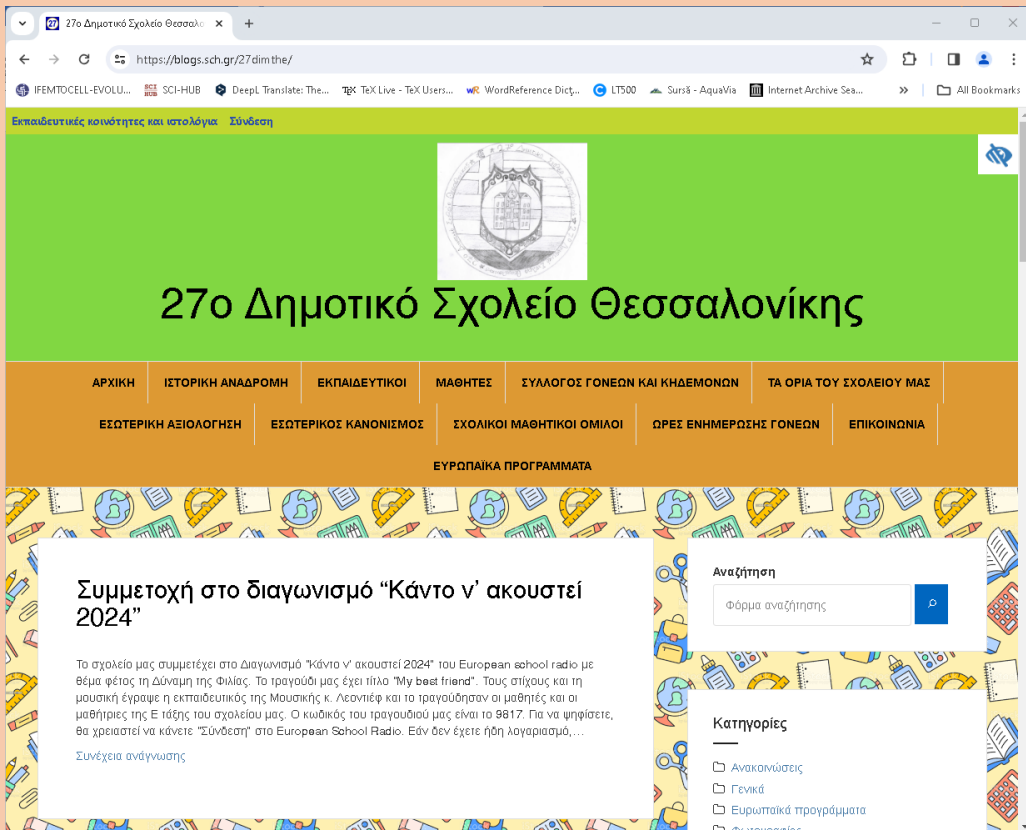 27ο Δημοτικό Σχολείο Θεσσαλο
https://blogs.sch.gr/27dimthe/
IFEMTOCELL-EVOLU... SCI-HUB DeepL Translate: The... TeX Live - TeX Users... WordReference Dict,... LT500 Sursă - AquaVia Internet Archive Sea... » All Bookmarks
Εκπαιδευτικές κοινότητες και ιστολόγια Σύνδεση
27ο Δημοτικό Σχολείο Θεσσαλονίκης
ΑΡΧΙΚΗ ΙΣΤΟΡΙΚΗ ΑΝΑΔΡΟΜΗ ΕΚΠΑΙΔΕΥΤΙΚΟΙ ΜΑΘΗΤΕΣ ΣΥΛΛΟΓΟΣ ΓΟΝΕΩΝ ΚΑΙ ΚΗΔΕΜΟΝΩΝ ΤΑ ΟΡΙΑ ΤΟΥ ΣΧΟΛΕΙΟΥ ΜΑΣ
ΕΣΩΤΕΡΙΚΗ ΑΞΙΟΛΟΓΗΣΗ ΕΣΩΤΕΡΙΚΟΣ ΚΑΝΟΝΙΣΜΟΣ ΣΧΟΛΙΚΟΙ ΜΑΘΗΤΙΚΟΙ ΟΜΙΛΟΙ ΩΡΕΣ ΕΝΗΜΕΡΩΣΗΣ ΓΟΝΕΩΝ ΕΠΙΚΟΙΝΩΝΙΑ
ΕΥΡΩΠΑΪΚΑ ΠΡΟΓΡΑΜΜΑΤΑ
Συμμετοχή στο διαγωνισμό “Κάντο ν’ ακουστεί
2024”
Το σχολείο μας συμμετέχει στο Διαγωνισμό "Κάντο ν' ακουστεί 2024" του European school radio με
θέμα φέτος τη Δύναμη της Φιλίας. Το τραγούδι μας έχει τίτλο "My best friend". Τους στίχους και τη
μουσική έγραψε η εκπαιδευτικός της Μουσικής κ. Λεοντιέφ και το τραγούδησαν οι μαθητές και οι
μαθήτριες της Ε τάξης του σχολείου μας. Ο κωδικός του τραγουδιού μας είναι το 9817. Για να ψηφίσετε,
θα χρειαστεί να κάνετε "Σύνδεση" στο European School Radio. Εάν δεν έχετε ήδη λογαριασμό,…
Συνέχεια ανάγνωσης
Αναζήτηση
Φόρμα αναζήτησης
Κατηγορίες
Ανακοινώσεις
Γενικά
Ευρωπαϊκά προγράμματα